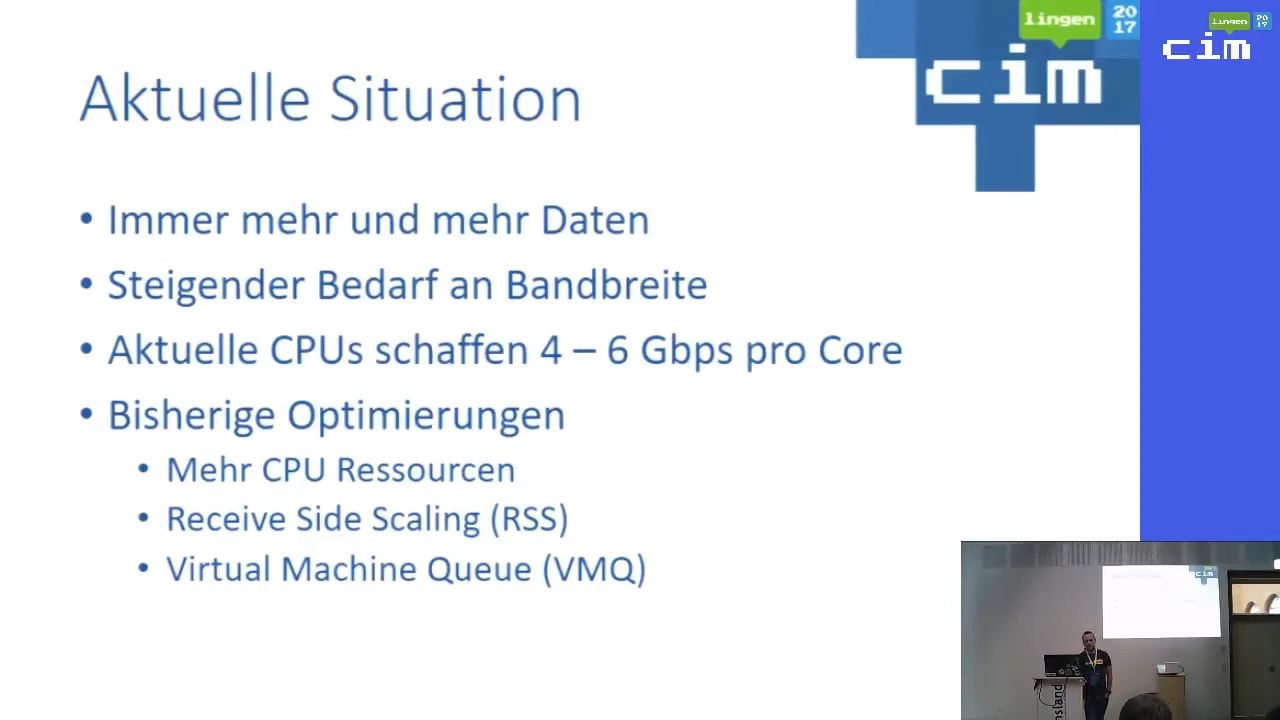 Aktuelle Situation
lingen
20
17
cim
lingen
20
17
cim
• Immer mehr und mehr Daten
• Steigender Bedarf an Bandbreite
• Aktuelle CPUs schaffen 4 – 6 Gbps pro Core
• Bisherige Optimierungen
• Mehr CPU Ressourcen
• Receive Side Scaling (RSS)
• Virtual Machine Queue (VMQ)
cim
nsland